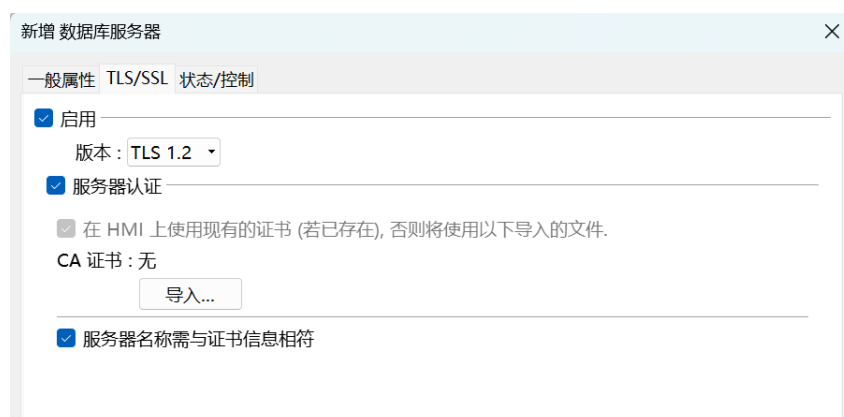 新增 数据库服务器
一般属性 TLS/SSL 状态/控制
启用
版本 : TLS 1.2
服务器认证
在 HMI 上使用现有的证书 (若已存在), 否则将使用以下导入的文件.
CA 证书 : 无
导入...
服务器名称需与证书信息相符